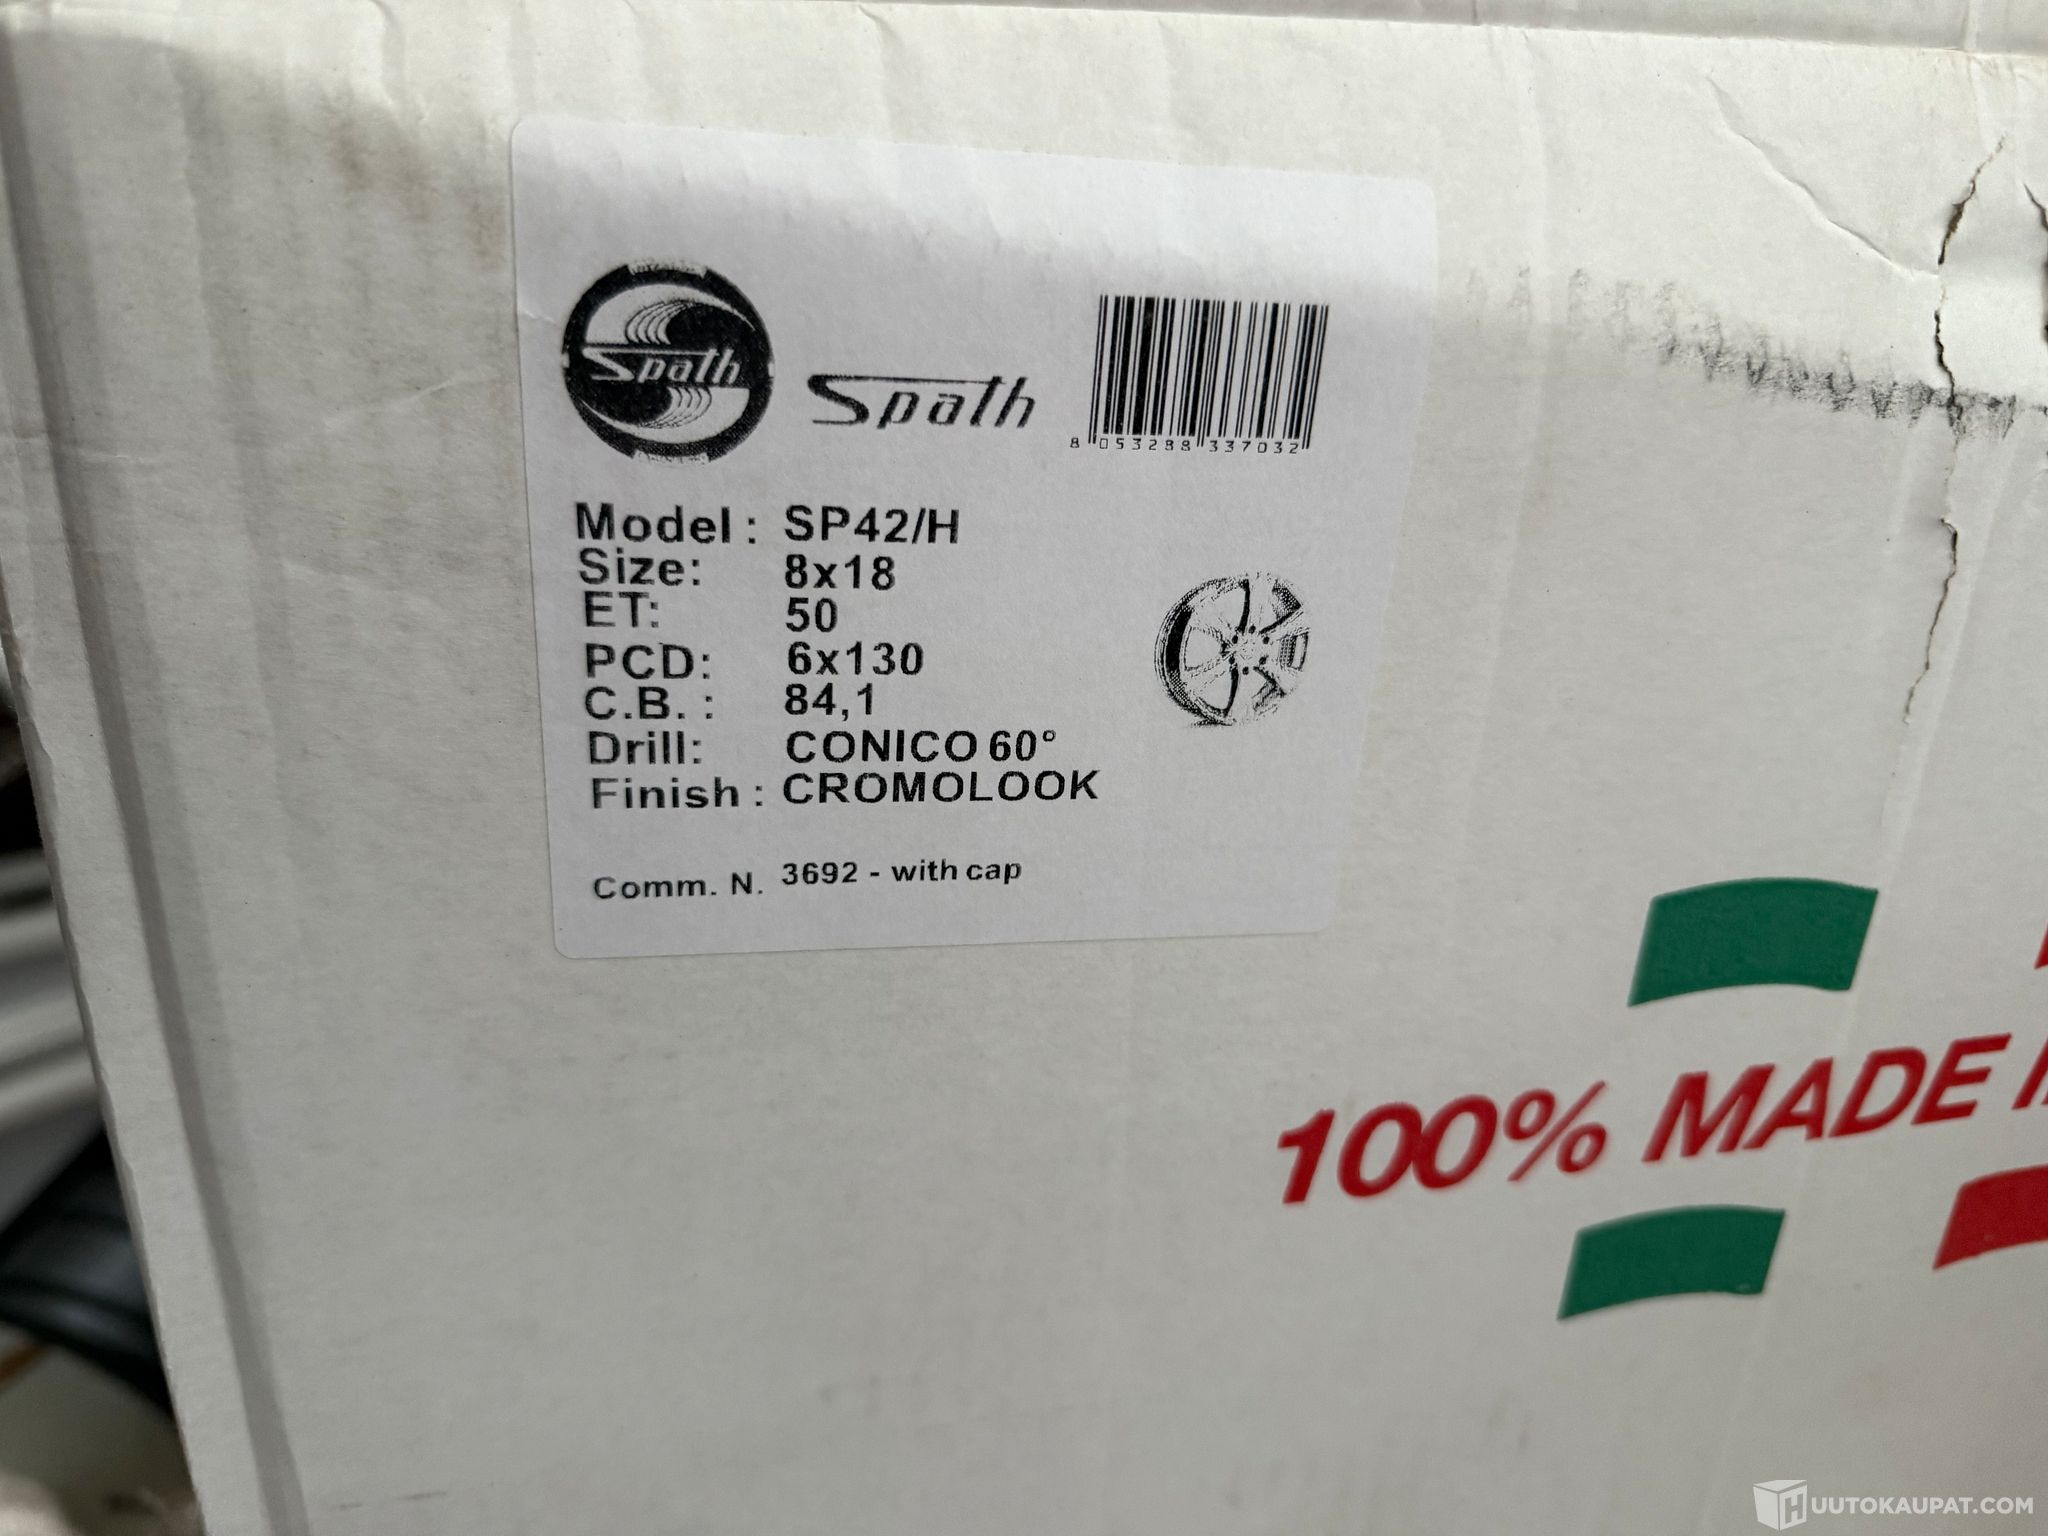 Spath
Spath
8 053288 337032
Model: SP42/H
Size: 8x18
ET: 50
PCD: 6x130
C.B.: 84,1
Drill: CONICO 60°
Finish: CROMOLOOK
Comm. N. 3692 - with cap
100% MADE
HUUTOKAUPAT.COM